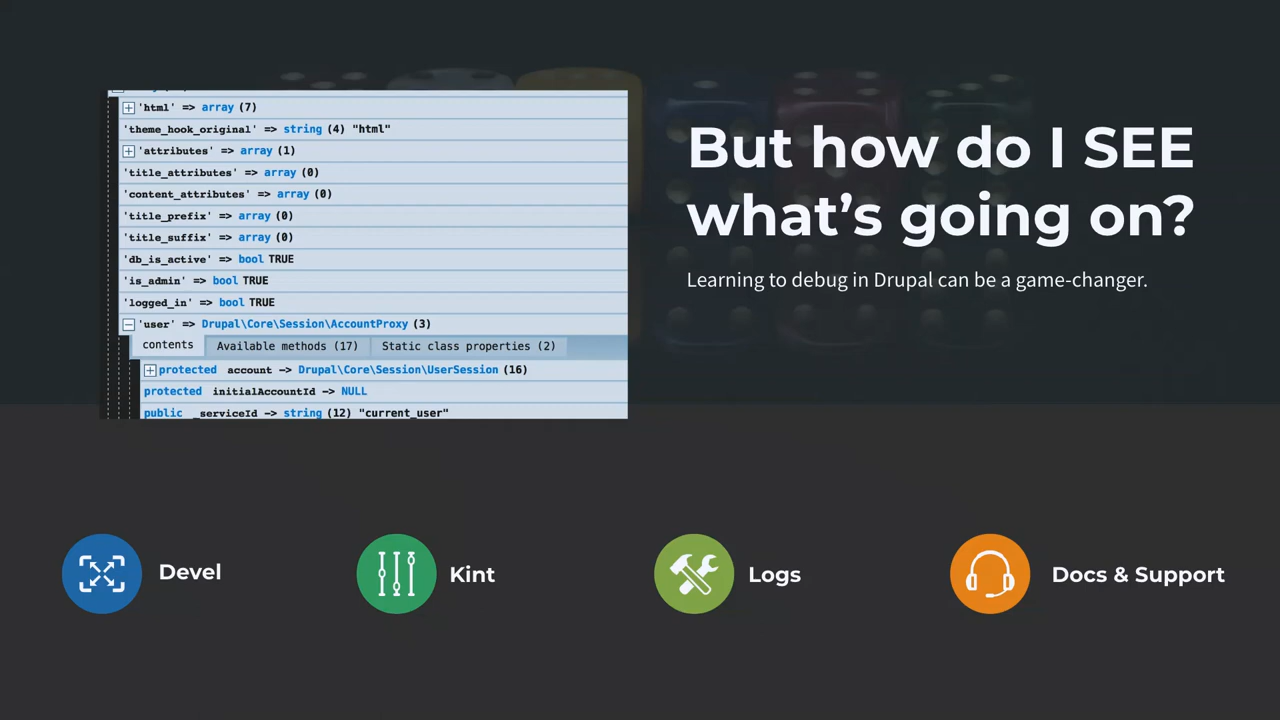 'html' => array (7)
'theme_hook_original' => string (4) "html"
'attributes' => array (1)
'title_attributes' => array (0)
'content_attributes' => array (0)
'title_prefix' => array (0)
'title_suffix' => array (0)
'db_is_active' => bool TRUE
'is_admin' => bool TRUE
'logged_in' => bool TRUE
'user' => Drupal\Core\Session\AccountProxy (3)
contents Available methods (17) Static class properties (2)
protected account -> Drupal\Core\Session\UserSession (16)
protected initialAccountId -> NULL
public _serviceId -> string (12) "current_user"
But how do I SEE
what's going on?
Learning to debug in Drupal can be a game-changer.
Devel
Kint
Logs
Docs & Support